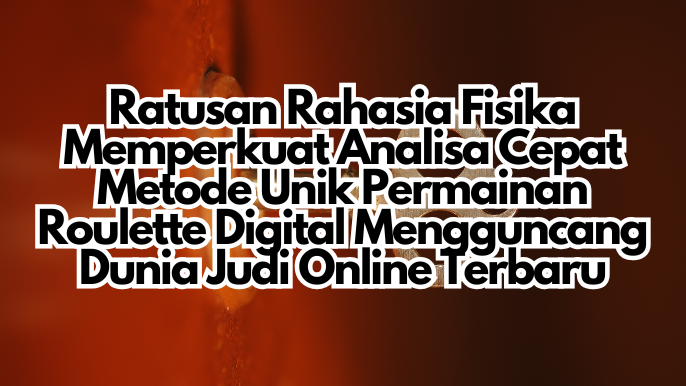 Ratusan Rahasia Fisika
Memperkuat Analisa Cepat
Metode Unik Permainan
Roulette Digital Mengguncang
Dunia Judi Online Terbaru